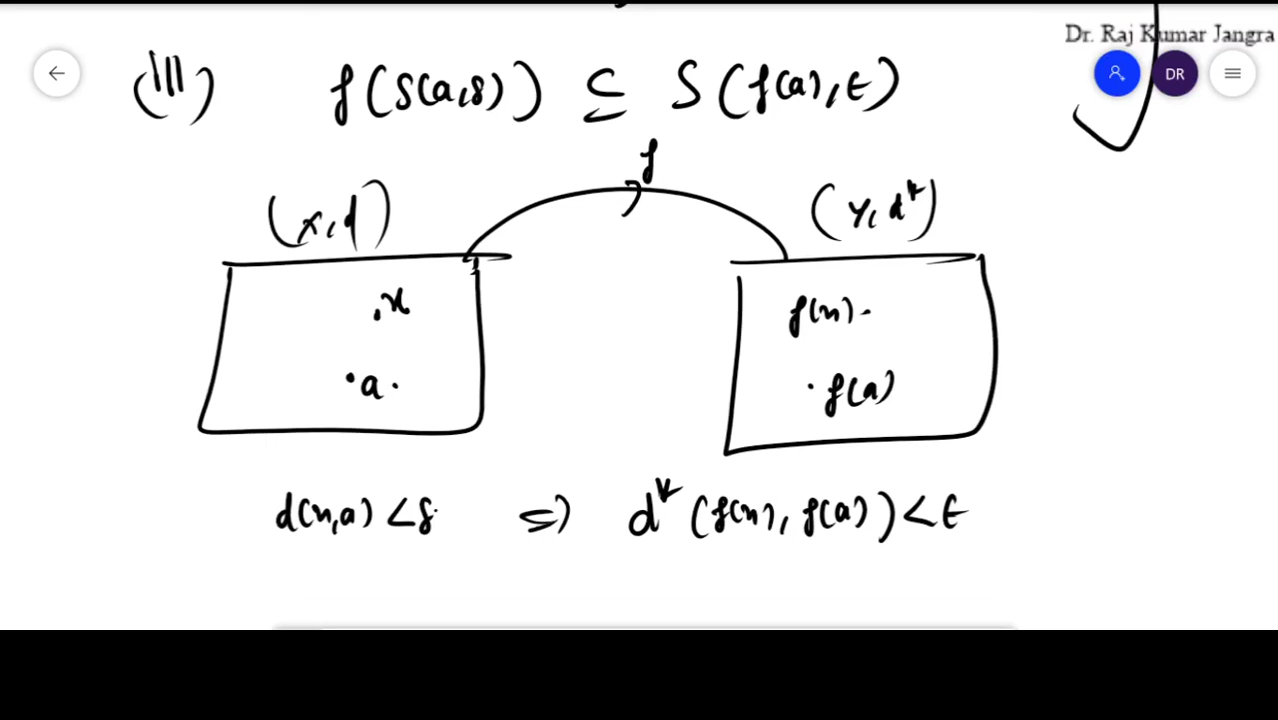 Dr. Raj Kumar Jangra
DR
(III) f(S(a,δ)) ⊆ S(f(a),ε)
f
(X,d) (Y,d*)
.x f(x).
.a. .f(a)
d(x,a) <δ ⇒ d*(f(x), f(a)) <ε